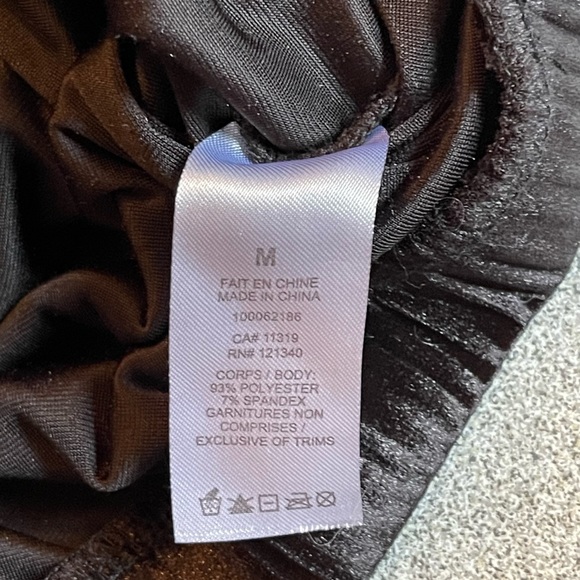 M
FAIT EN CHINE
MADE IN CHINA
100062186
CA# 11319
RN# 121340
CORPS / BODY:
93% POLYESTER
7% SPANDEX
GARNITURES NON
COMPRISES /
EXCLUSIVE OF TRIMS